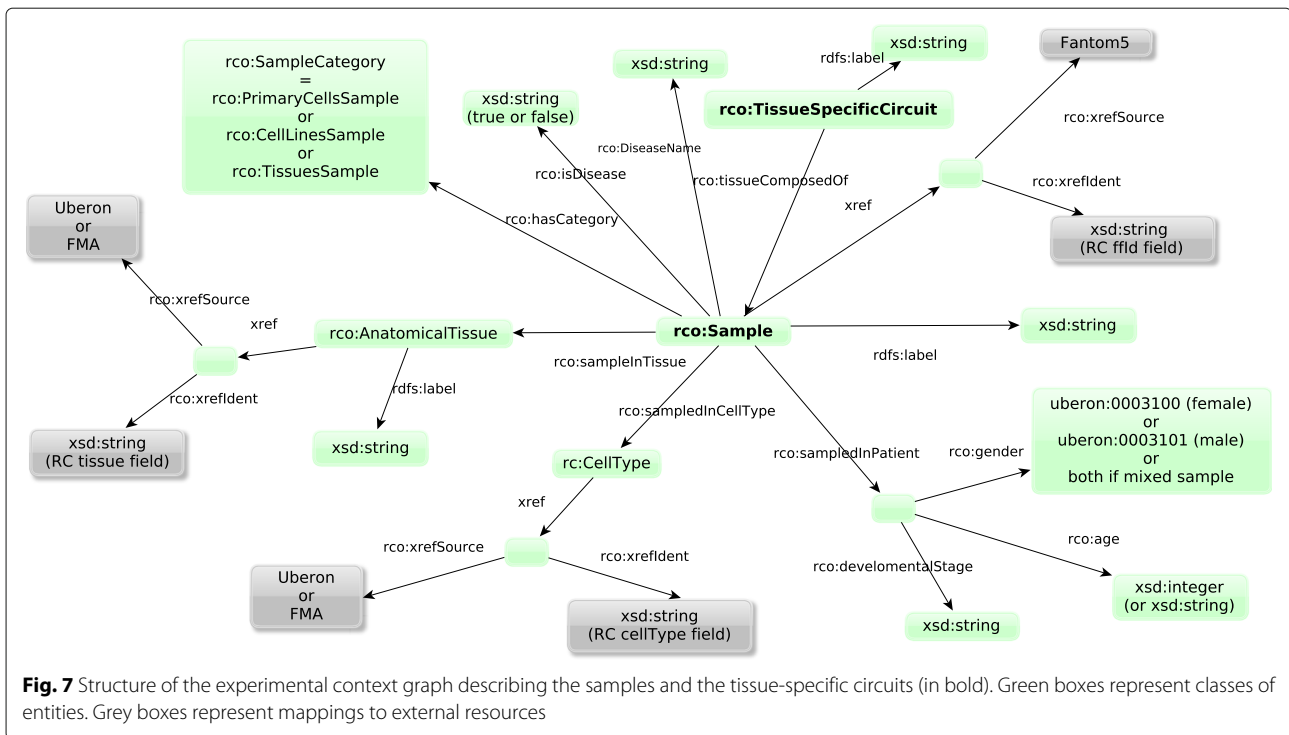 rco:SampleCategory
=
rco:PrimaryCellsSample
or
rco:CellLinesSample
or
rco:TissuesSample
xsd:string
(true or false)
xsd:string
xsd:string
rdfs:label
rco:TissueSpecificCircuit
Fantom5
rco:xrefSource
rco:DiseaseName
rco:isDisease
rco:tissueComposedOf
rco:xrefIdent
xref
rco:hasCategory
xsd:string
(RC ffId field)
Uberon
or
FMA
rco:xrefSource
xref
rco:AnatomicalTissue
rco:Sample
xsd:string
rco:sampleInTissue
rdfs:label
rdfs:label
rco:xrefIdent
xsd:string
(RC tissue field)
xsd:string
rco:sampledInCellType
rc:CellType
rco:sampledInPatient
rco:gender
uberon:0003100 (female)
or
uberon:0003101 (male)
or
both if mixed sample
xref
rco:xrefSource
rco:xrefIdent
Uberon
or
FMA
xsd:string
(RC cellType field)
rco:age
rco:develomentalStage
xsd:integer
(or xsd:string)
xsd:string
Fig. 7 Structure of the experimental context graph describing the samples and the tissue-specific circuits (in bold). Green boxes represent classes of
entities. Grey boxes represent mappings to external resources